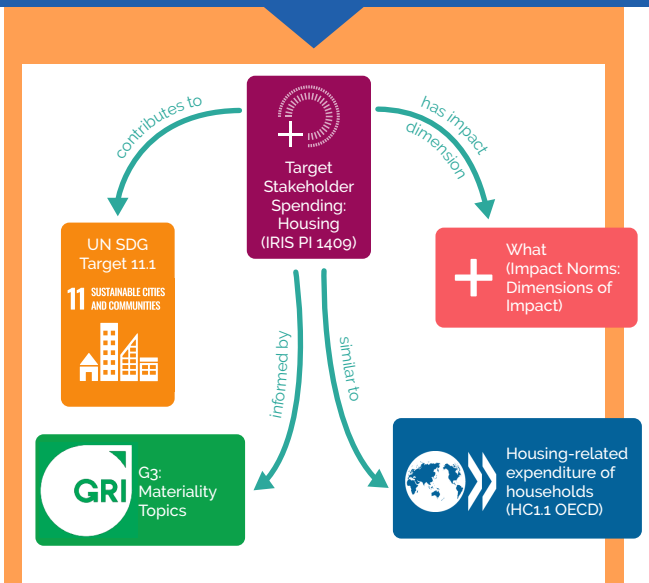 contributes to
has impact
dimension
Target
Stakeholder
Spending:
Housing
(IRIS PI 1409)
UN SDG
Target 11.1
11 SUSTAINABLE CITIES
AND COMMUNITIES
What
(Impact Norms:
Dimensions of
Impact)
informed by
similar to
GRI
G3:
Materiality
Topics
Housing-related
expenditure of
households
(HC1.1 OECD)